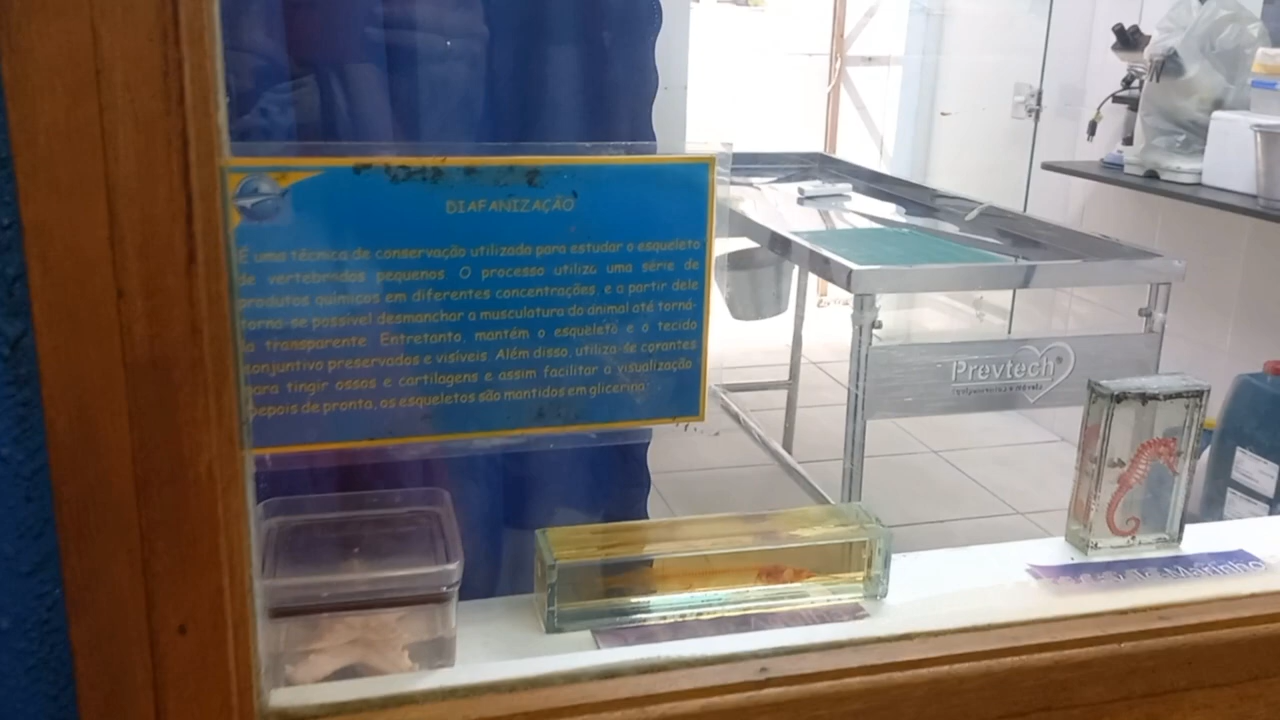 DIAFANIZAÇÃO
É uma técnica de conservação utilizada para estudar o esqueleto
de vertebrados pequenos. O processo utiliza uma série de
produtos químicos em diferentes concentrações, e a partir dele
torna-se possível desmanchar a musculatura do animal até torná-
la transparente. Entretanto, mantém o esqueleto e o tecido
conjuntivo preservados e visíveis. Além disso, utiliza-se corantes
para tingir ossos e cartilagens e assim facilitar a visualização.
Depois de pronta, os esqueletos são mantidos em glicerina.
Prevtech®
Marinho